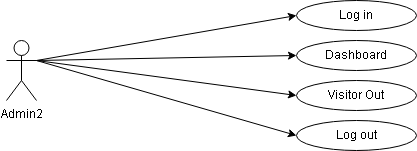 Log in
Dashboard
Visitor Out
Log out
Admin2